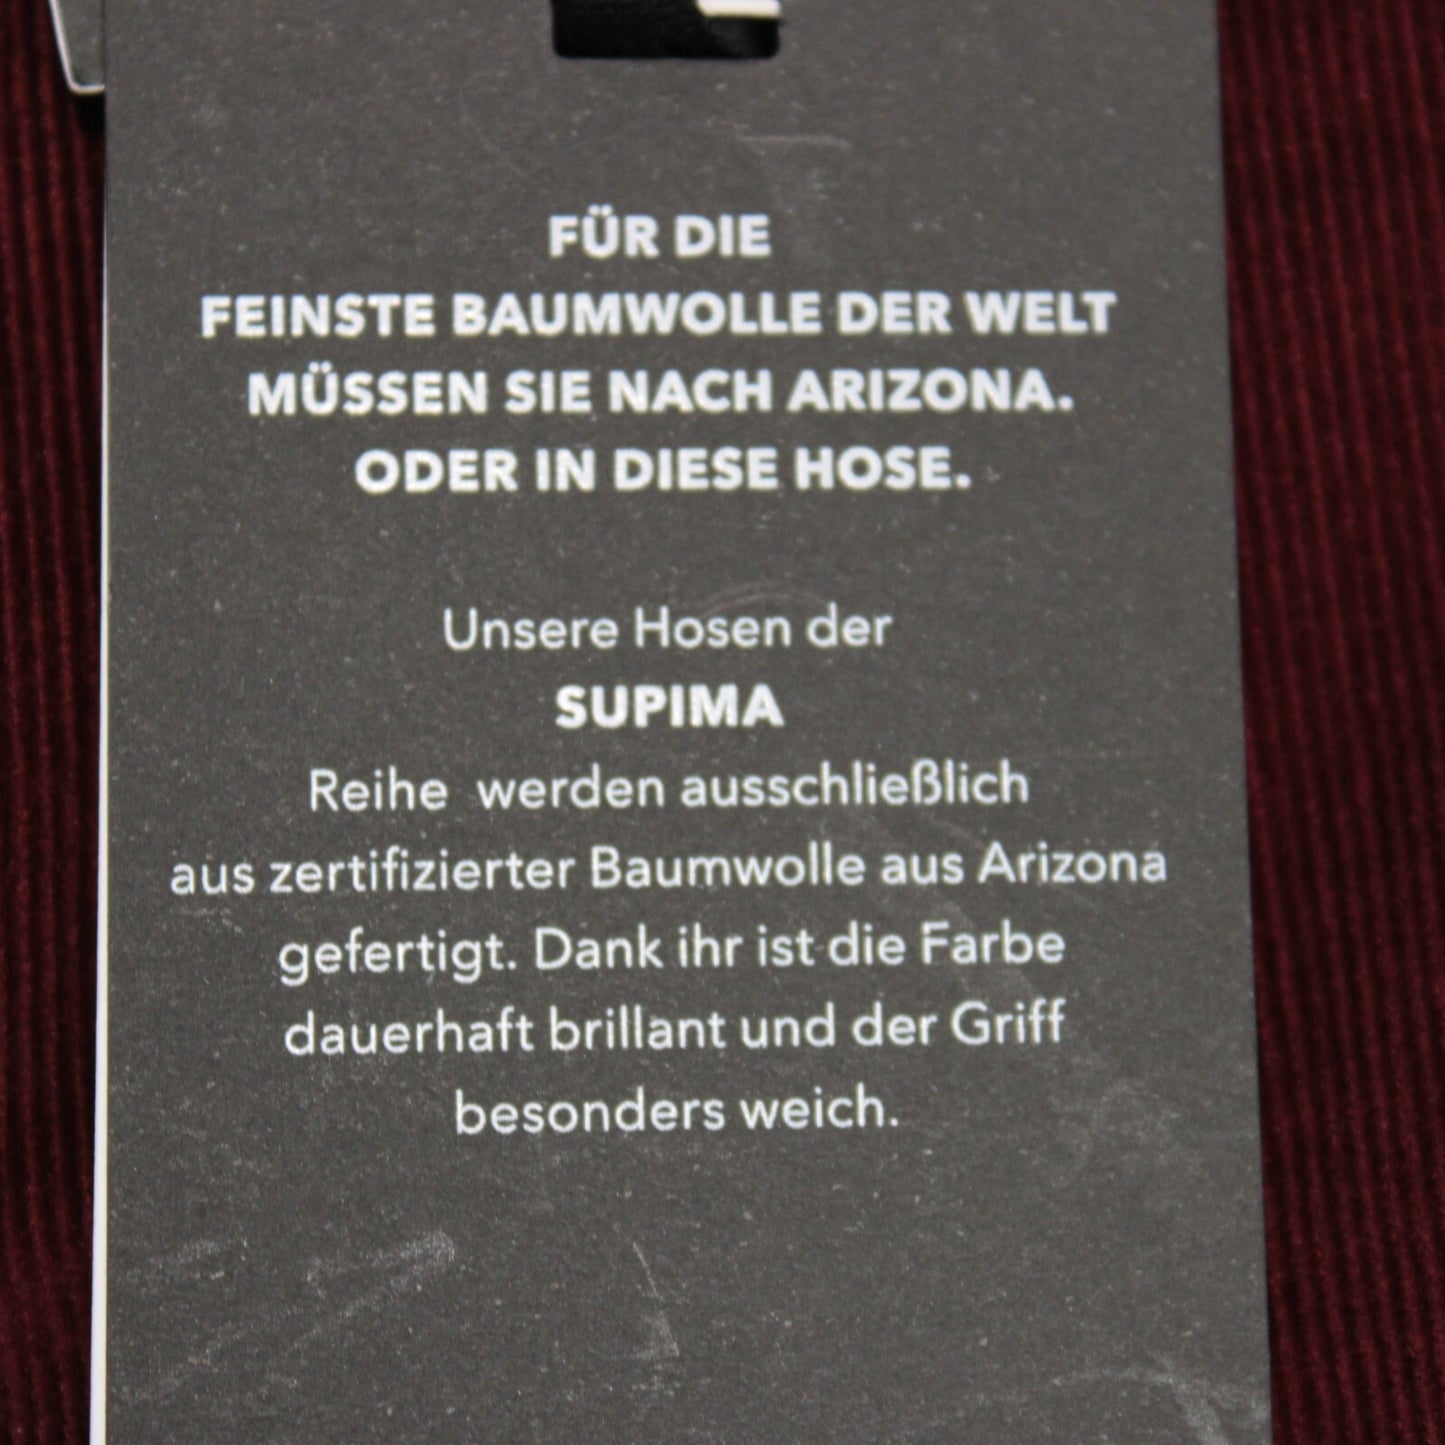 FÜR DIE
FEINSTE BAUMWOLLE DER WELT
MÜSSEN SIE NACH ARIZONA.
ODER IN DIESE HOSE.
Unsere Hosen der
SUPIMA
Reihe werden ausschließlich
aus zertifizierter Baumwolle aus Arizona
gefertigt. Dank ihr ist die Farbe
dauerhaft brillant und der Griff
besonders weich.